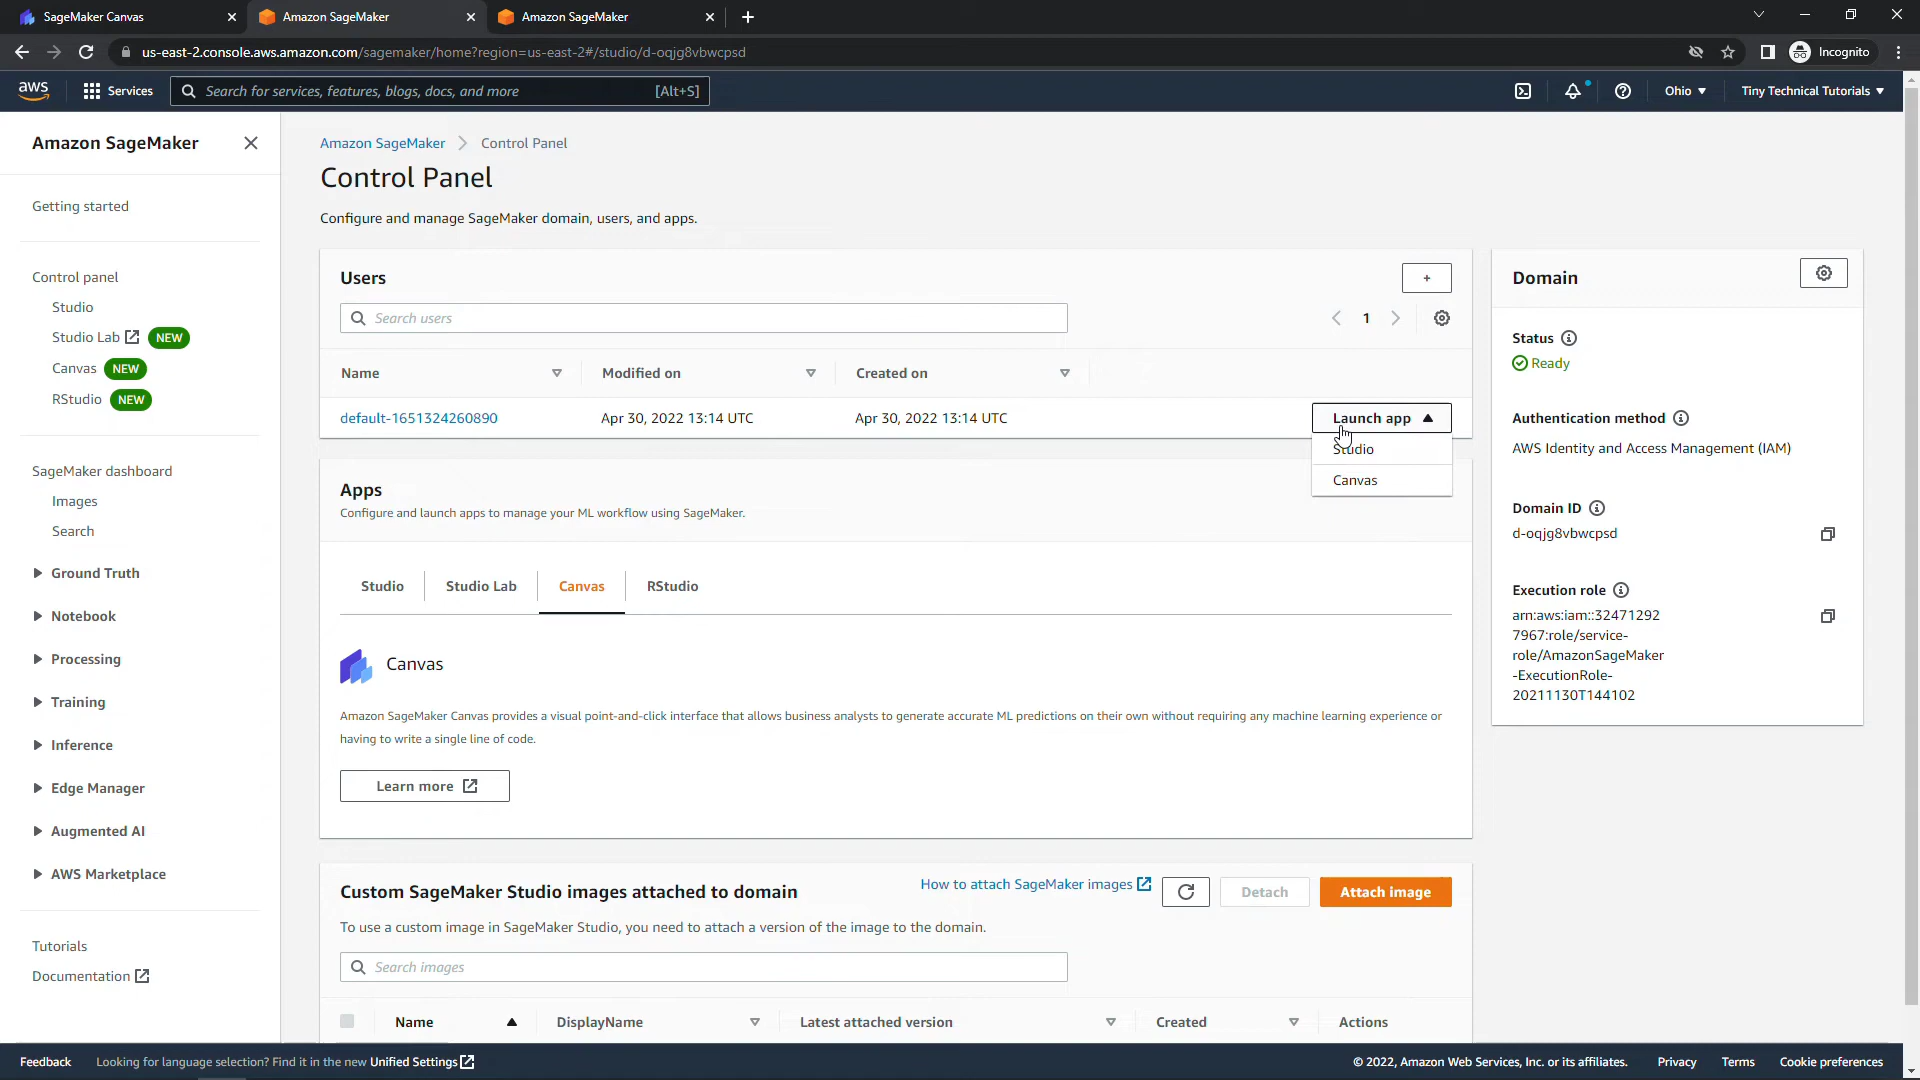 SageMaker Canvas
Amazon SageMaker
Amazon SageMaker
us-east-2.console.aws.amazon.com/sagemaker/home?region=us-east-2#/studio/d-oqjg8vbwcpsd
Incognito
aws
Services
Search for services, features, blogs, docs, and more
[Alt+S]
Ohio
Tiny Technical Tutorials
Amazon SageMaker
Getting started
Control panel
Studio
Studio Lab NEW
Canvas NEW
RStudio NEW
SageMaker dashboard
Images
Search
Ground Truth
Notebook
Processing
Training
Inference
Edge Manager
Augmented AI
AWS Marketplace
Tutorials
Documentation
Amazon SageMaker
Control Panel
Control Panel
Configure and manage SageMaker domain, users, and apps.
Users
+
Search users
1
Name
Modified on
Created on
default-1651324260890
Apr 30, 2022 13:14 UTC
Apr 30, 2022 13:14 UTC
Launch app
Studio
Canvas
Apps
Configure and launch apps to manage your ML workflow using SageMaker.
Studio
Studio Lab
Canvas
RStudio
Canvas
Amazon SageMaker Canvas provides a visual point-and-click interface that allows business analysts to generate accurate ML predictions on their own without requiring any machine learning experience or
having to write a single line of code.
Learn more
Custom SageMaker Studio images attached to domain
How to attach SageMaker images
Detach
Attach image
To use a custom image in SageMaker Studio, you need to attach a version of the image to the domain.
Search images
Name
DisplayName
Latest attached version
Created
Actions
Domain
Status
Ready
Authentication method
AWS Identity and Access Management (IAM)
Domain ID
d-oqjg8vbwcpsd
Execution role
arn:aws:iam::32471292
7967:role/service-
role/AmazonSageMaker
-ExecutionRole-
20211130T144102
Feedback
Looking for language selection? Find it in the new Unified Settings
© 2022, Amazon Web Services, Inc. or its affiliates.
Privacy
Terms
Cookie preferences